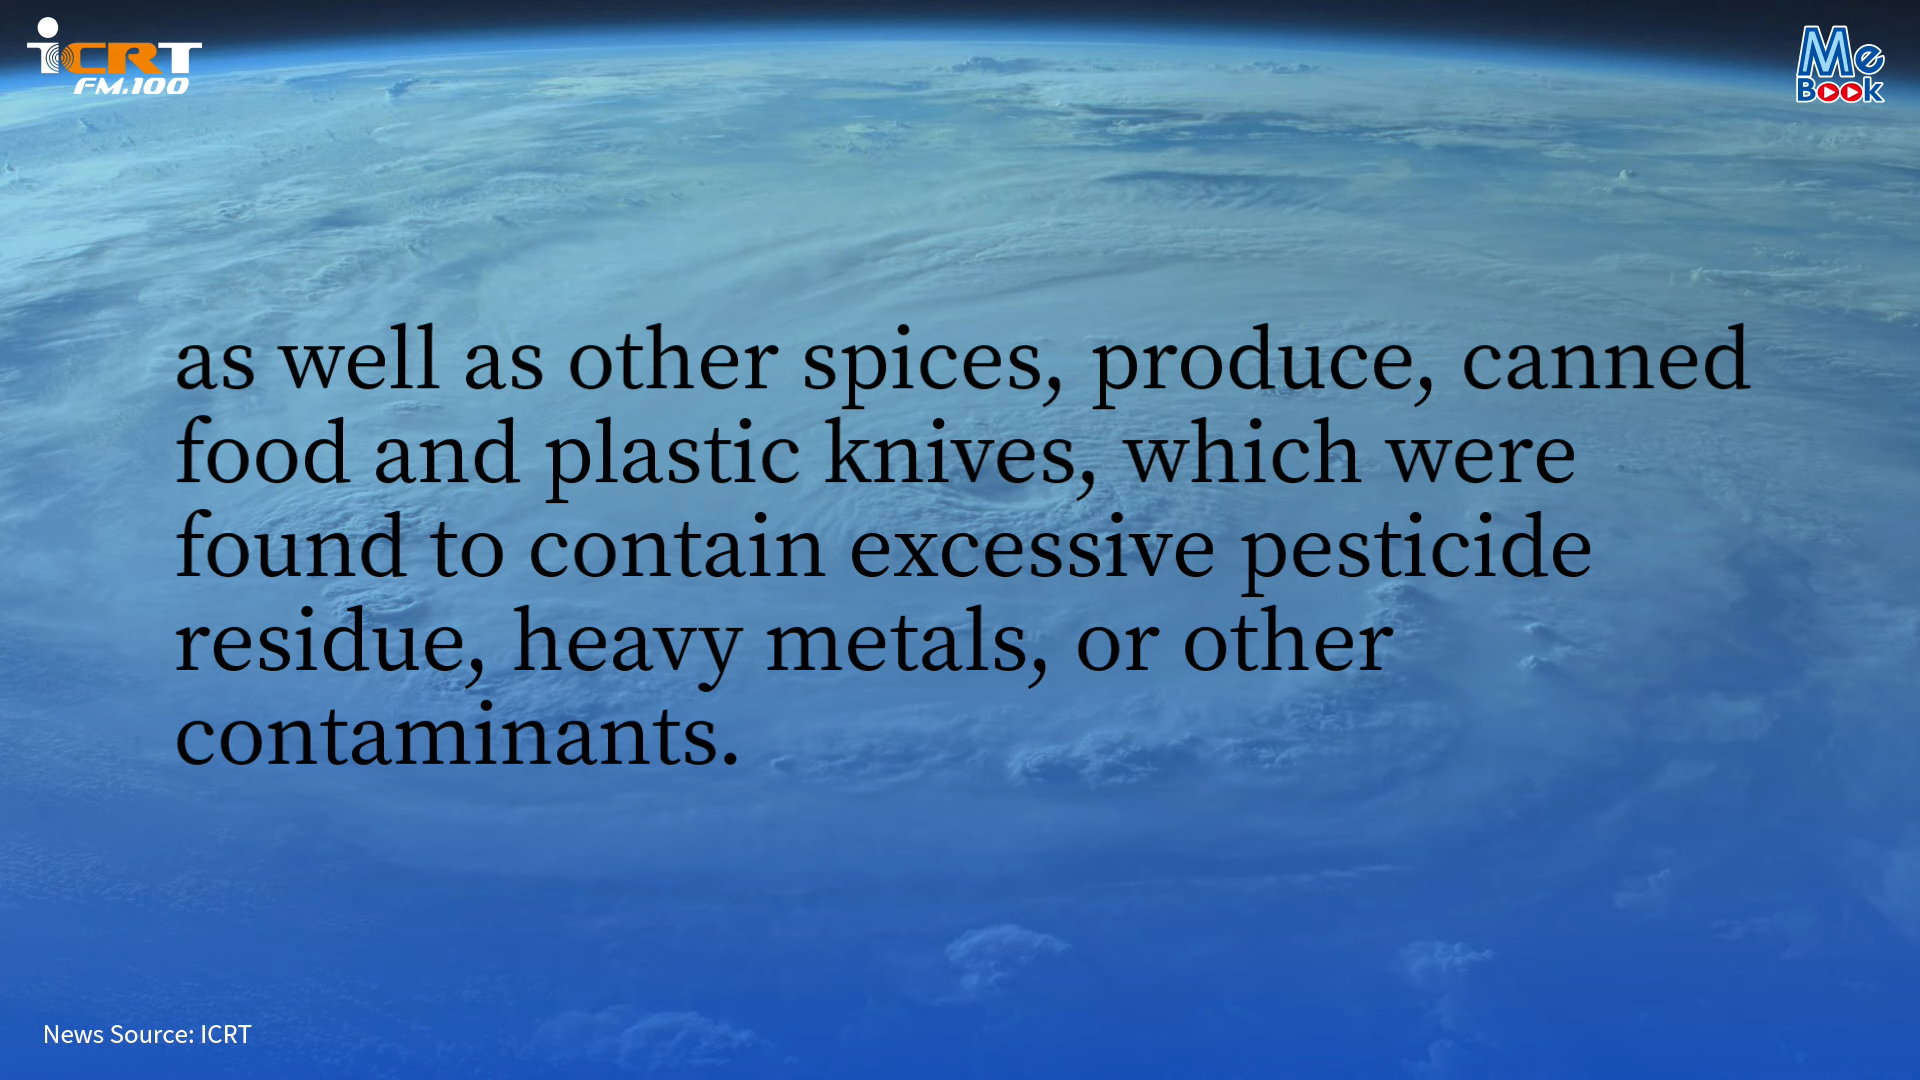 iCRT
FM.100
Me
Book
as well as other spices, produce, canned
food and plastic knives, which were
found to contain excessive pesticide
residue, heavy metals, or other
contaminants.
News Source: ICRT